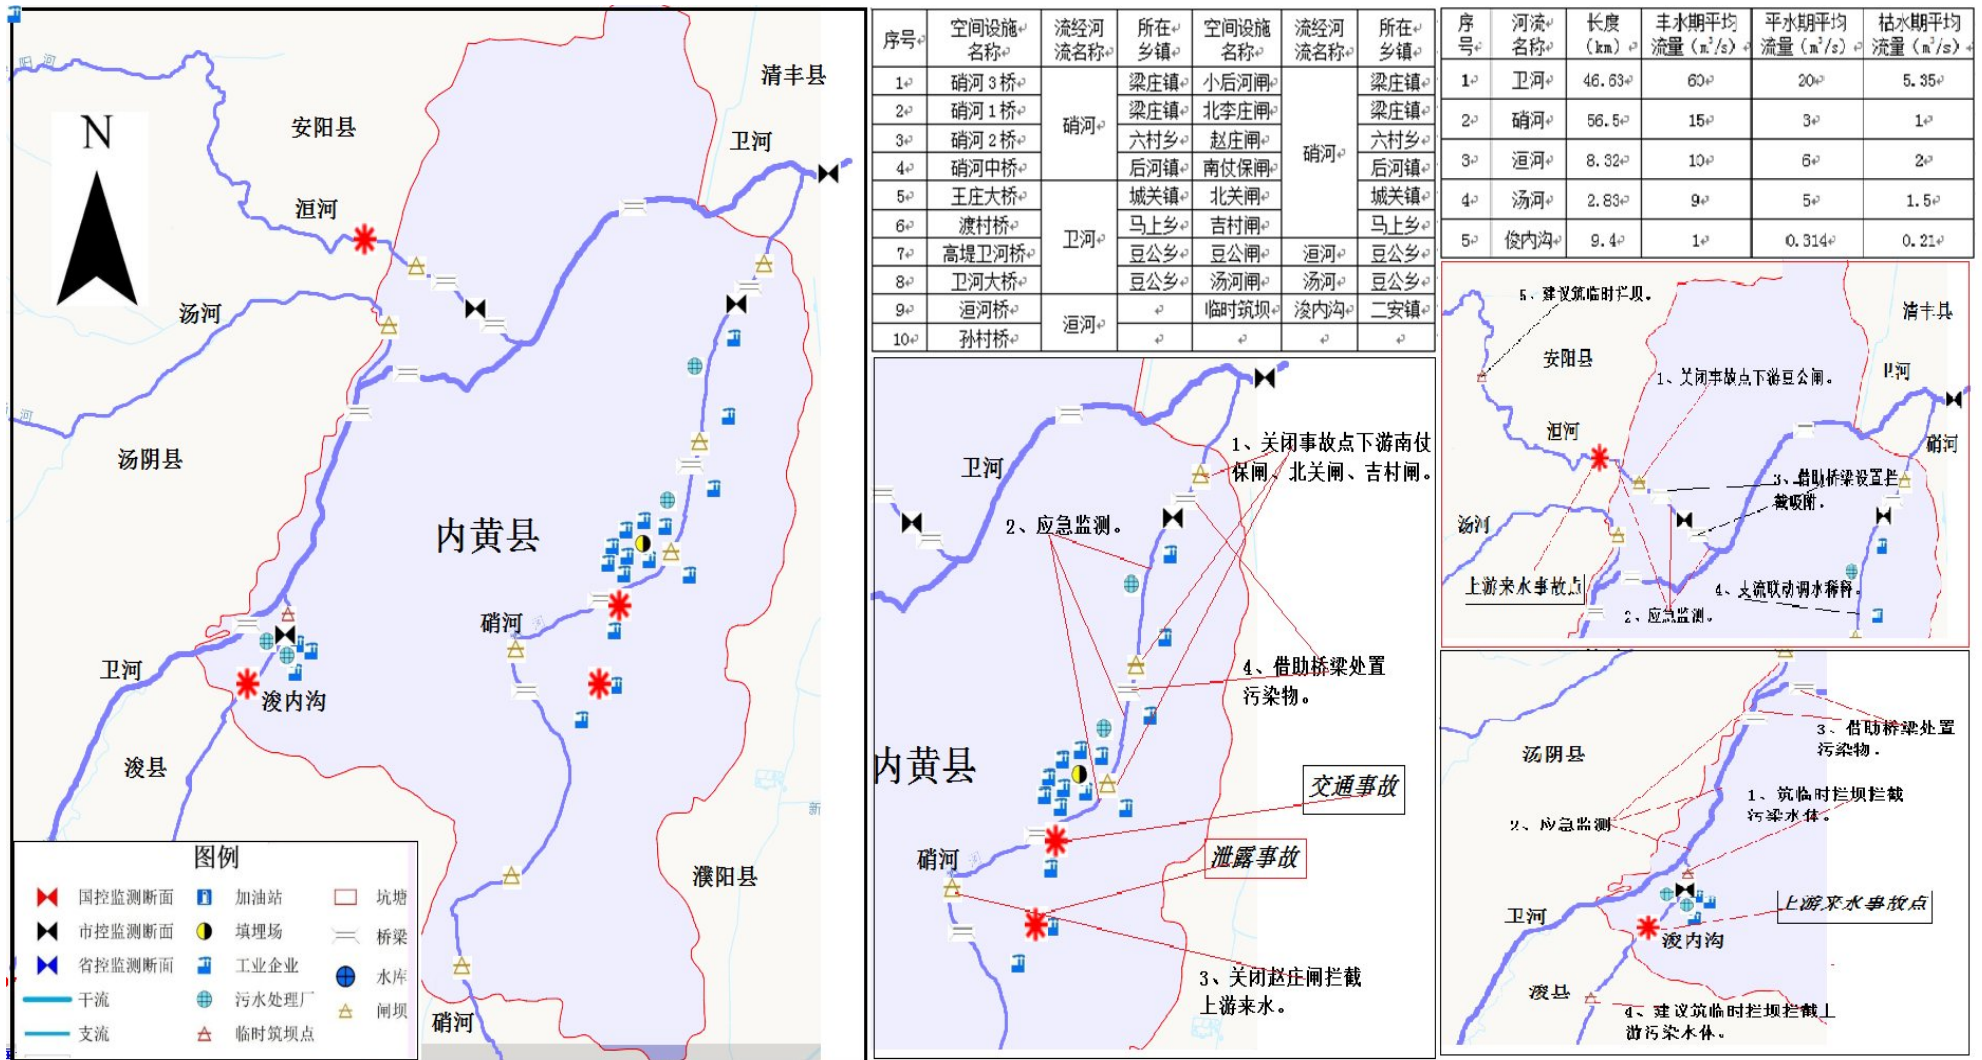 N
阳河
安阳县
清丰县
卫河
洹河
汤河
河
汤阴县
内黄县
硝河
卫河
浚内沟
浚县
濮阳县
新
硝河
图例
国控监测断面 加油站 坑塘
市控监测断面 填埋场 桥梁
省控监测断面 工业企业 水库
干流 污水处理厂 闸坝
支流 临时筑坝点
序号 空间设施名称 流经河流名称 所在乡镇 空间设施名称 流经河流名称 所在乡镇
1 硝河3桥 硝河 梁庄镇 小后河闸 硝河 梁庄镇
2 硝河1桥 梁庄镇 北李庄闸 梁庄镇
3 硝河2桥 六村乡 赵庄闸 六村乡
4 硝河中桥 后河镇 南仗保闸 后河镇
5 王庄大桥 卫河 城关镇 北关闸 城关镇
6 渡村桥 马上乡 吉村闸 马上乡
7 高堤卫河桥 豆公乡 豆公闸 洹河 豆公乡
8 卫河大桥 豆公乡 汤河闸 汤河 豆公乡
9 洹河桥 洹河 临时筑坝 浚内沟 二安镇
10 孙村桥
序号 河流名称 长度（km） 丰水期平均流量（m³/s） 平水期平均流量（m³/s） 枯水期平均流量（m³/s）
1 卫河 46.63 60 20 5.35
2 硝河 56.5 15 3 1
3 洹河 8.32 10 6 2
4 汤河 2.83 9 5 1.5
5 俊内沟 9.4 1 0.314 0.21
卫河
1、关闭事故点下游南仗
保闸、北关闸、吉村闸。
2、应急监测。
4、借助桥梁处置
污染物。
内黄县
交通事故
泄露事故
硝河
3、关闭赵庄闸拦截
上游来水。
5、建议筑临时拦坝。
清丰县
安阳县
1、关闭事故点下游豆公闸。
卫河
洹河
硝河
3、借助桥梁设置拦
截吸附。
汤河
上游来水事故点
4、支流联动调水稀释。
2、应急监测。
汤阴县
3、借助桥梁处置
污染物.
1、筑临时拦坝拦截
污染水体。
2、应急监测
上游来水事故点
卫河
浚内沟
浚县
4、建议筑临时拦坝拦截上
游污染水体。